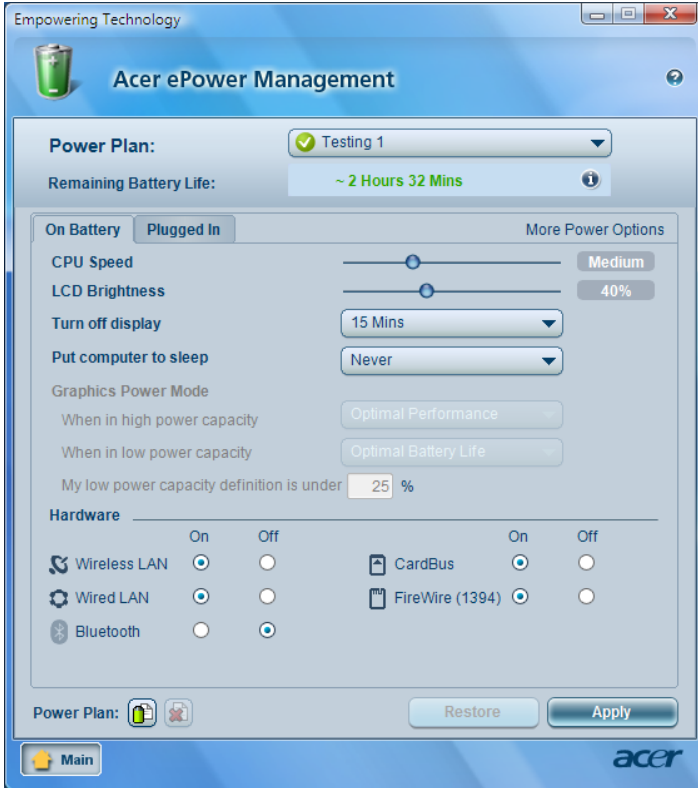 Empowering Technology
Acer ePower Management
Power Plan: Testing 1
Remaining Battery Life: ~ 2 Hours 32 Mins
On Battery Plugged In More Power Options
CPU Speed Medium
LCD Brightness 40%
Turn off display 15 Mins
Put computer to sleep Never
Graphics Power Mode
When in high power capacity Optimal Performance
When in low power capacity Optimal Battery Life
My low power capacity definition is under 25 %
Hardware
On Off On Off
Wireless LAN CardBus
Wired LAN FireWire (1394)
Bluetooth
Power Plan: Restore Apply
Main acer